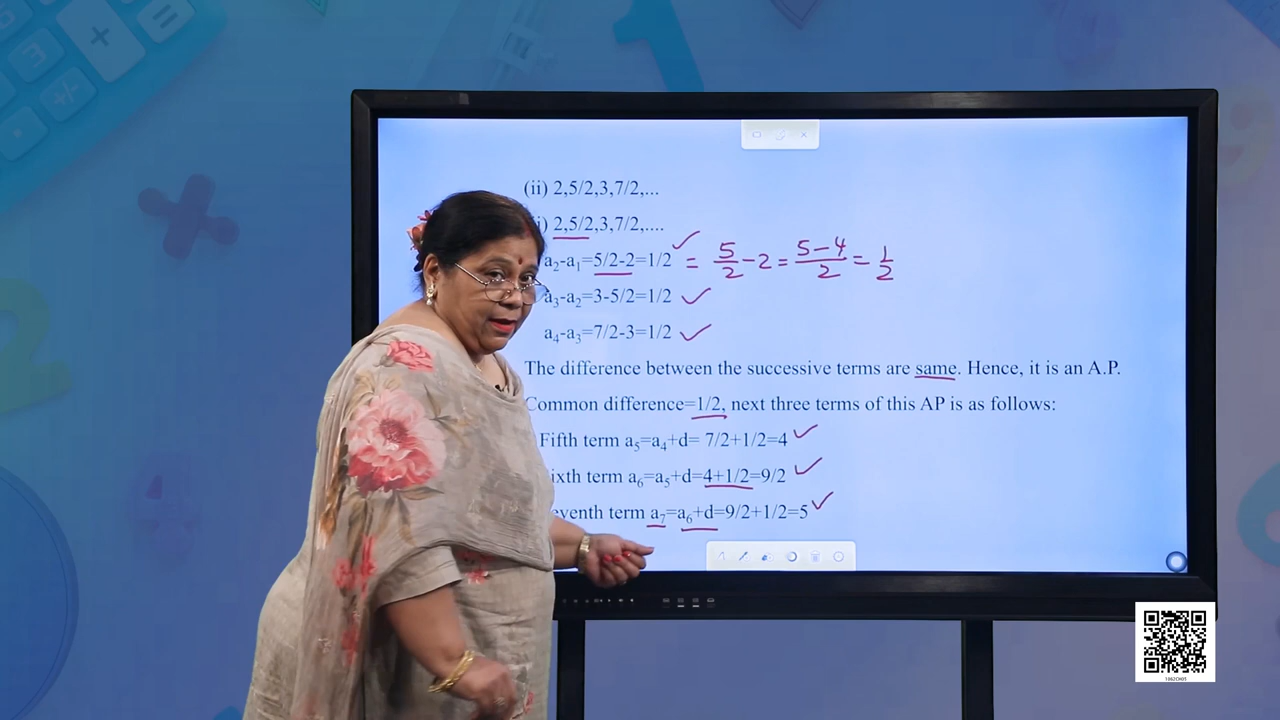 (ii) 2,5/2,3,7/2,...
i) 2,5/2,3,7/2,....
a₂-a₁=5/2-2=1/2 = 5/2 - 2 = 5-4/2 = 1/2
a₃-a₂=3-5/2=1/2
a₄-a₃=7/2-3=1/2
The difference between the successive terms are same. Hence, it is an A.P.
Common difference=1/2, next three terms of this AP is as follows:
Fifth term a₅=a₄+d= 7/2+1/2=4
ixth term a₆=a₅+d=4+1/2=9/2
eventh term a₇=a₆+d=9/2+1/2=5
1062CH05